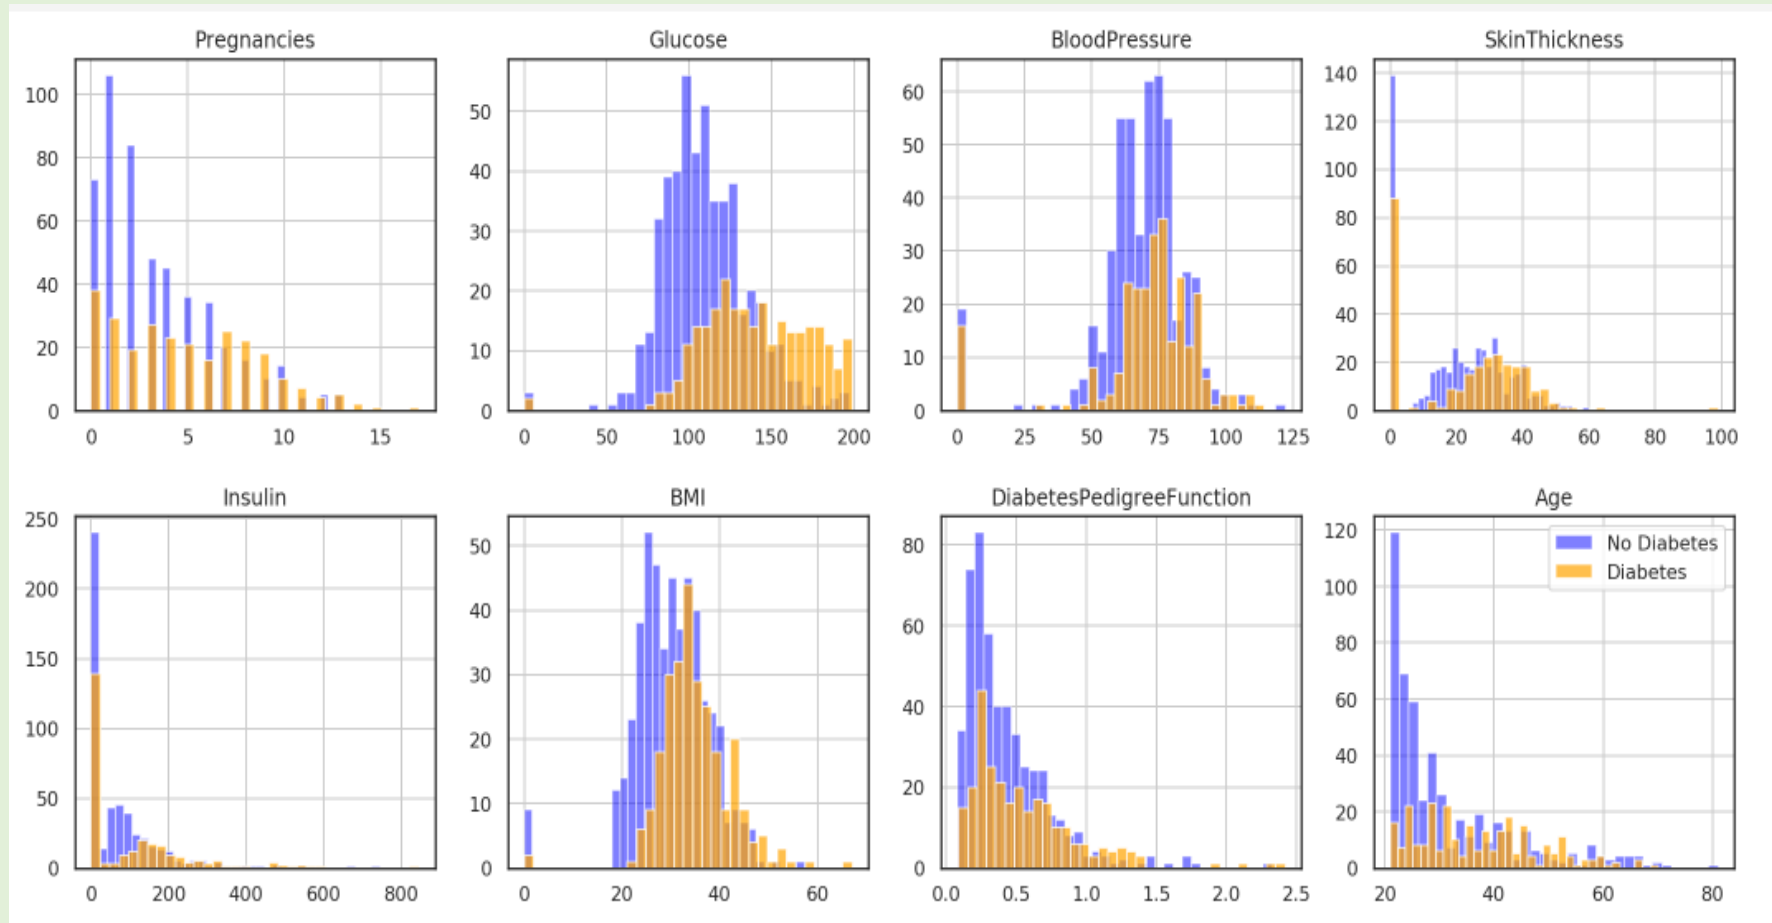 Pregnancies
100
80
60
40
20
0
0 5 10 15
Glucose
50
40
30
20
10
0
0 50 100 150 200
BloodPressure
60
50
40
30
20
10
0
0 25 50 75 100 125
SkinThickness
140
120
100
80
60
40
20
0
0 20 40 60 80 100
Insulin
250
200
150
100
50
0
0 200 400 600 800
BMI
50
40
30
20
10
0
0 20 40 60
DiabetesPedigreeFunction
80
60
40
20
0
0.0 0.5 1.0 1.5 2.0 2.5
Age
No Diabetes
Diabetes
120
100
80
60
40
20
0
20 40 60 80